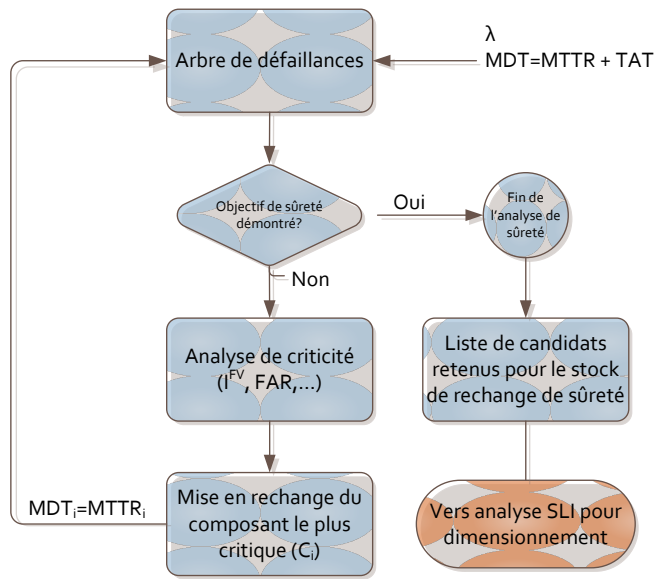 Arbre de défaillances
λ
MDT=MTTR + TAT
Objectif de sûreté
démontré?
Oui
Fin de
l'analyse de
sûreté
Non
Analyse de criticité
(I^FV, FAR,...)
Liste de candidats
retenus pour le stock
de rechange de sûreté
MDTi=MTTRi
Mise en rechange du
composant le plus
critique (Ci)
Vers analyse SLI pour
dimensionnement